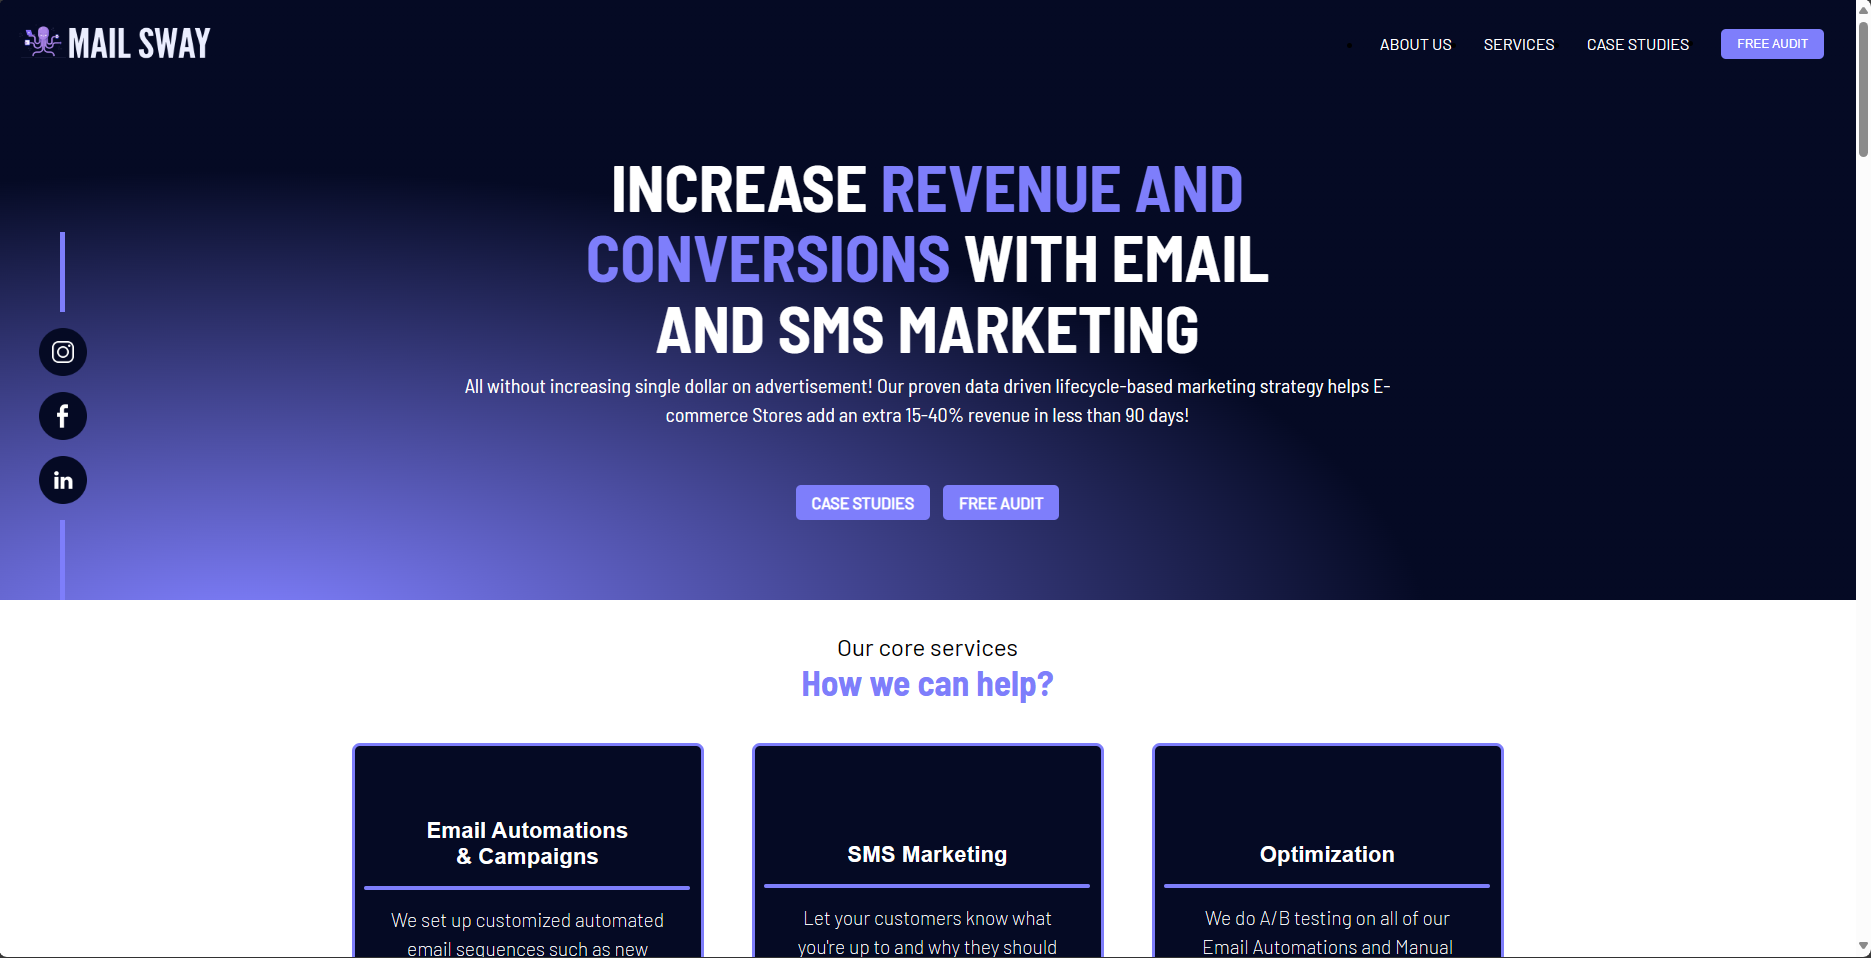 MAIL SWAY
ABOUT US
SERVICES
CASE STUDIES
FREE AUDIT
INCREASE REVENUE AND
CONVERSIONS WITH EMAIL
AND SMS MARKETING
All without increasing single dollar on advertisement! Our proven data driven lifecycle-based marketing strategy helps E-
commerce Stores add an extra 15-40% revenue in less than 90 days!
CASE STUDIES
FREE AUDIT
Our core services
How we can help?
Email Automations
& Campaigns
We set up customized automated
email sequences such as new
SMS Marketing
Let your customers know what
you're up to and why they should
Optimization
We do A/B testing on all of our
Email Automations and Manual